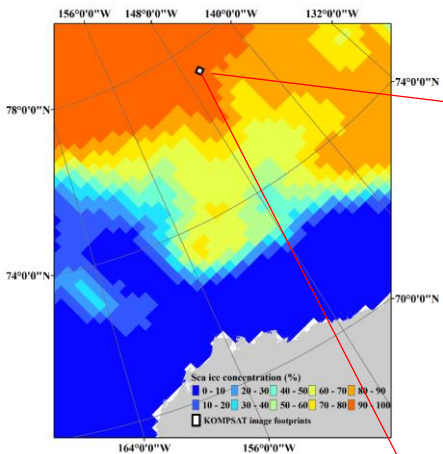 156°0'0"W 148°0'0"W 140°0'0"W 132°0'0"W
78°0'0"N
74°0'0"N
74°0'0"N
70°0'0"N
Sea ice concentration (%)
0 - 10 20 - 30 40 - 50 60 - 70 80 - 90
10 - 20 30 - 40 50 - 60 70 - 80 90 - 100
KOMPSAT image footprints
164°0'0"W 156°0'0"W